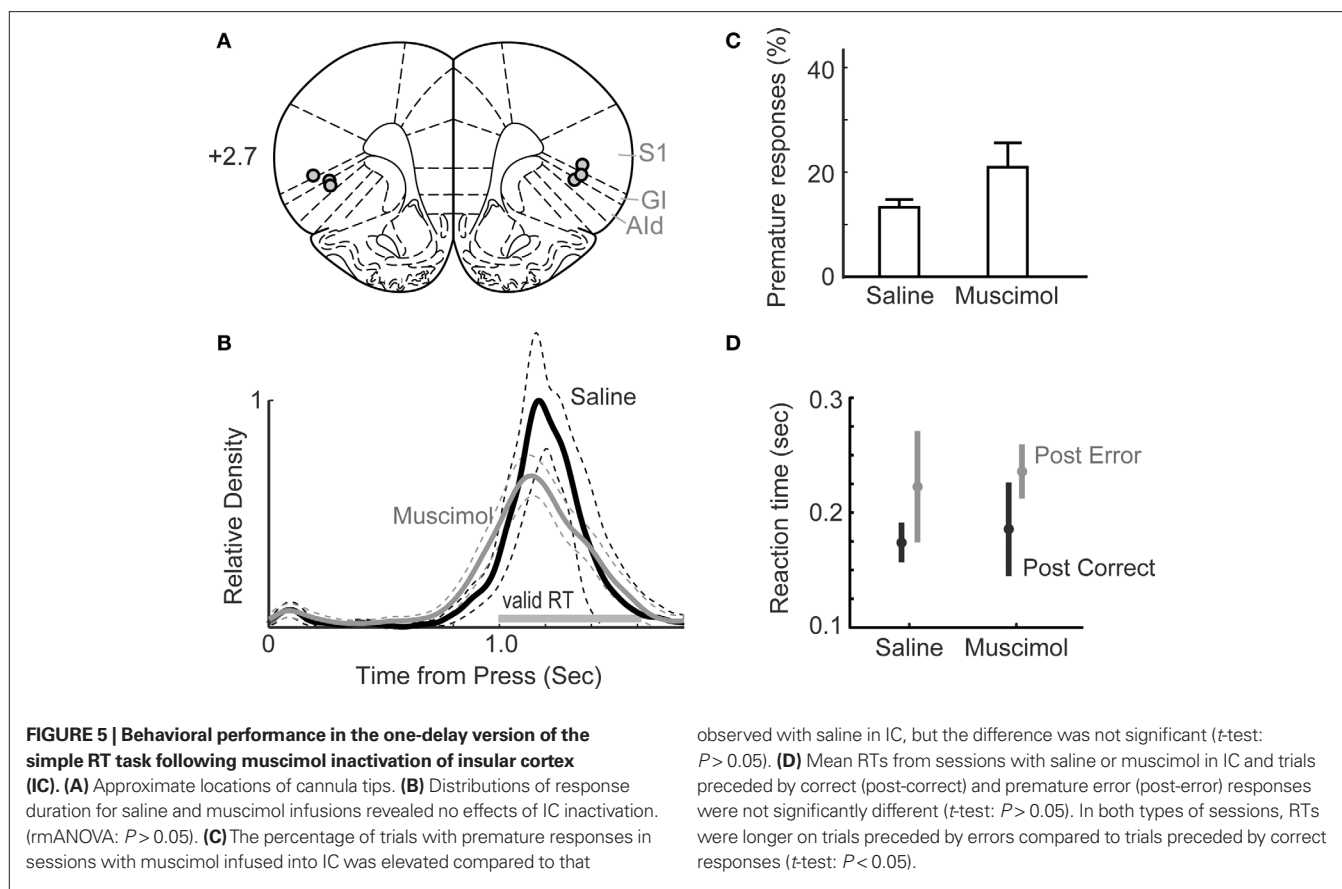 A
+2.7
S1
GI
AId
B
1
Saline
Muscimol
Relative Density
valid RT
0
1.0
Time from Press (Sec)
C
Premature responses (%)
40
20
0
Saline
Muscimol
D
Reaction time (sec)
0.3
0.2
0.1
Post Error
Post Correct
Saline
Muscimol
FIGURE 5 | Behavioral performance in the one-delay version of the
simple RT task following muscimol inactivation of insular cortex
(IC). (A) Approximate locations of cannula tips. (B) Distributions of response
duration for saline and muscimol infusions revealed no effects of IC inactivation.
(rmANOVA: P > 0.05). (C) The percentage of trials with premature responses in
sessions with muscimol infused into IC was elevated compared to that
observed with saline in IC, but the difference was not significant (t-test:
P > 0.05). (D) Mean RTs from sessions with saline or muscimol in IC and trials
preceded by correct (post-correct) and premature error (post-error) responses
were not significantly different (t-test: P > 0.05). In both types of sessions, RTs
were longer on trials preceded by errors compared to trials preceded by correct
responses (t-test: P < 0.05).